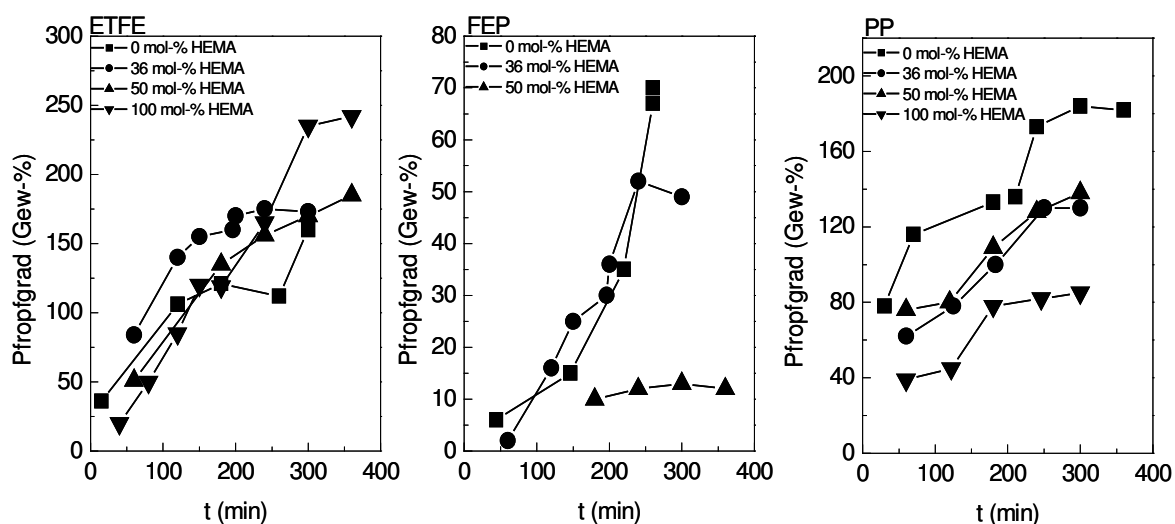 ETFE
0 mol-% HEMA
36 mol-% HEMA
50 mol-% HEMA
100 mol-% HEMA
300
250
200
150
100
50
0
Pfropfgrad (Gew-%)
0 100 200 300 400
t (min)
FEP
0 mol-% HEMA
36 mol-% HEMA
50 mol-% HEMA
80
70
60
50
40
30
20
10
0
Pfropfgrad (Gew-%)
0 100 200 300 400
t (min)
PP
0 mol-% HEMA
36 mol-% HEMA
50 mol-% HEMA
100 mol-% HEMA
200
160
120
80
40
0
Pfropfgrad (Gew-%)
0 100 200 300 400
t (min)